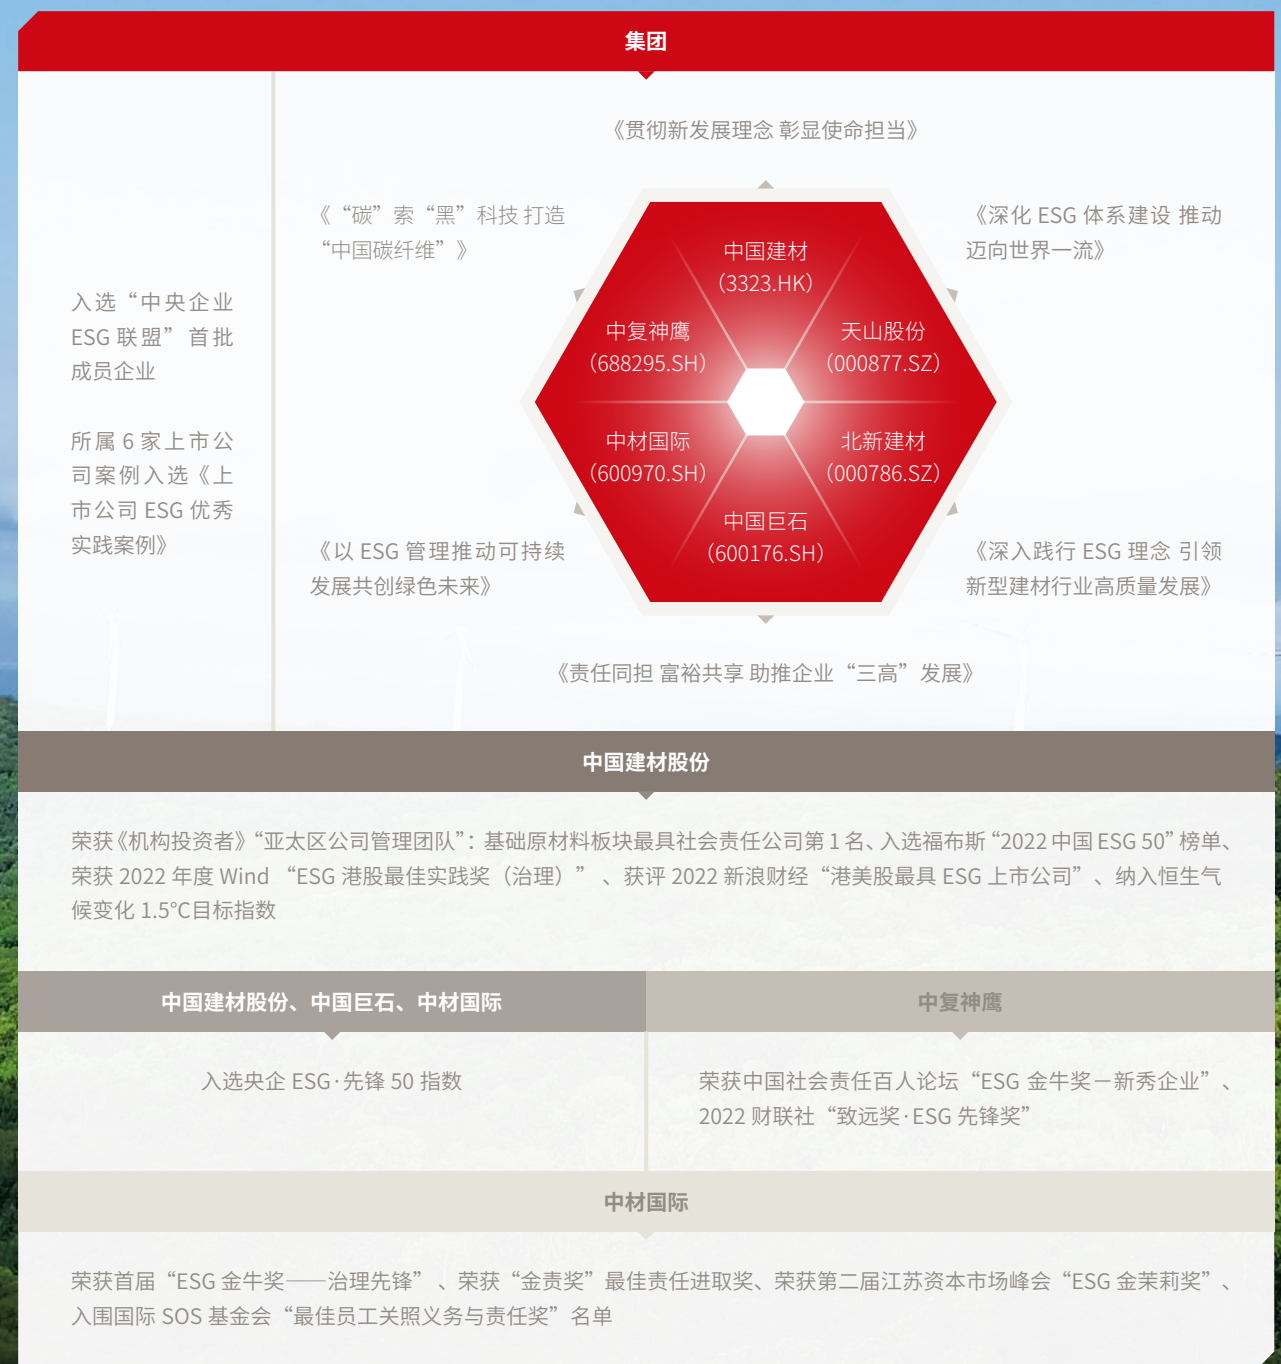 集团
入选“中央企业
ESG 联盟” 首批
成员企业
所属 6 家上市公
司案例入选《上
市公司 ESG 优秀
实践案例》
《贯彻新发展理念 彰显使命担当》
《“碳”索“黑”科技 打造
“中国碳纤维”》
《深化 ESG 体系建设 推动
迈向世界一流》
中国建材
（3323.HK）
中复神鹰
（688295.SH）
天山股份
（000877.SZ）
中材国际
（600970.SH）
北新建材
（000786.SZ）
中国巨石
（600176.SH）
《以 ESG 管理推动可持续
发展共创绿色未来》
《深入践行 ESG 理念 引领
新型建材行业高质量发展》
《责任同担 富裕共享 助推企业“三高”发展》
中国建材股份
荣获《机构投资者》“亚太区公司管理团队”：基础原材料板块最具社会责任公司第 1 名、入选福布斯“2022 中国 ESG 50”榜单、
荣获 2022 年度 Wind “ESG 港股最佳实践奖（治理）”、获评 2022 新浪财经“港美股最具 ESG 上市公司”、纳入恒生气
候变化 1.5℃目标指数
中国建材股份、中国巨石、中材国际
入选央企 ESG·先锋 50 指数
中复神鹰
荣获中国社会责任百人论坛“ESG 金牛奖－新秀企业”、
2022 财联社“致远奖·ESG 先锋奖”
中材国际
荣获首届“ESG 金牛奖——治理先锋”、荣获“金责奖”最佳责任进取奖、荣获第二届江苏资本市场峰会“ESG 金茉莉奖”、
入围国际 SOS 基金会“最佳员工关照义务与责任奖”名单